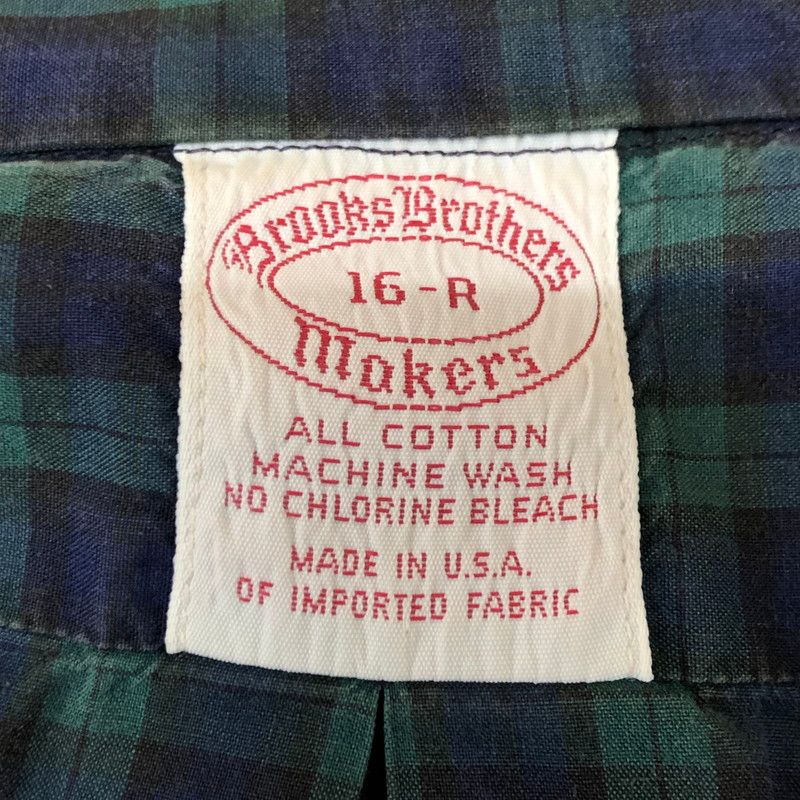 Brooks Brothers
16-R
Makers
ALL COTTON
MACHINE WASH
NO CHLORINE BLEACH
MADE IN U.S.A.
OF IMPORTED FABRIC